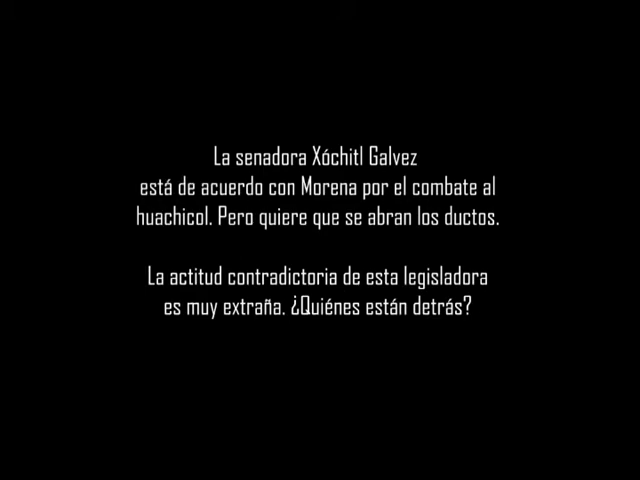 La senadora Xóchitl Galvez
está de acuerdo con Morena por el combate al
huachicol. Pero quiere que se abran los ductos.
La actitud contradictoria de esta legisladora
es muy extraña. ¿Quiénes están detrás?